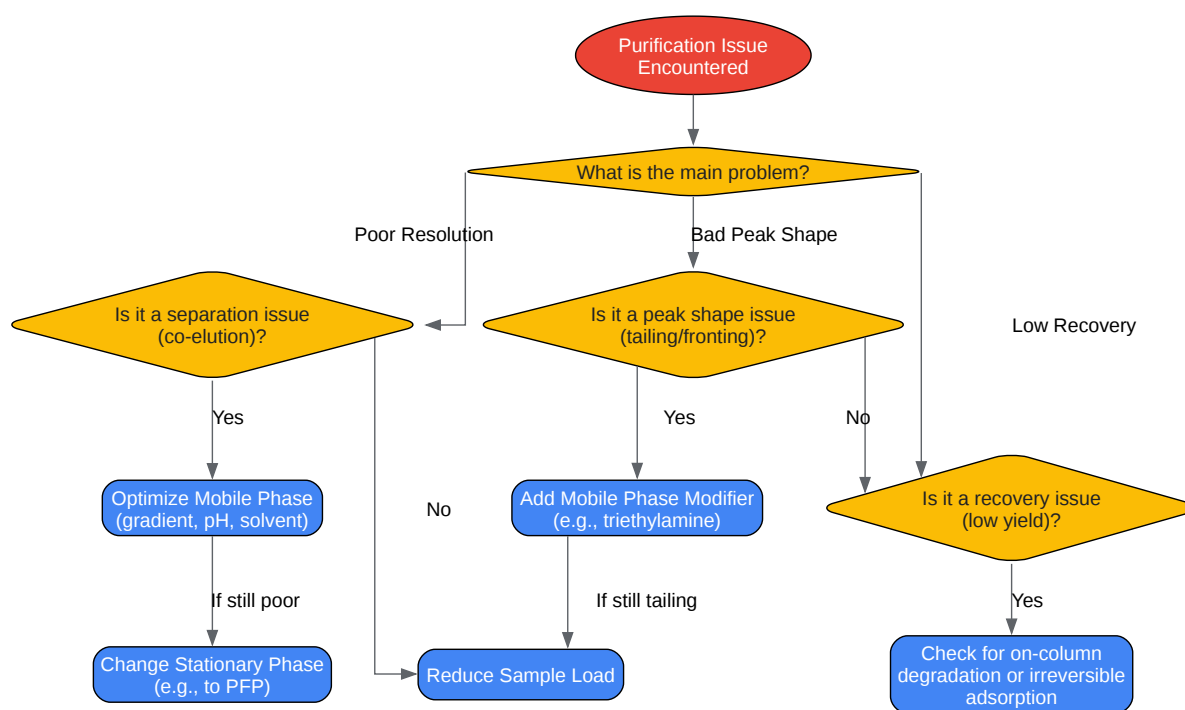 Purification Issue
Encountered
What is the main problem?
Poor Resolution
Bad Peak Shape
Low Recovery
Is it a separation issue
(co-elution)?
Is it a peak shape issue
(tailing/fronting)?
Yes
Yes
No
Optimize Mobile Phase
(gradient, pH, solvent)
No
Add Mobile Phase Modifier
(e.g., triethylamine)
Is it a recovery issue
(low yield)?
If still poor
If still tailing
Yes
Change Stationary Phase
(e.g., to PFP)
Reduce Sample Load
Check for on-column
degradation or irreversible
adsorption